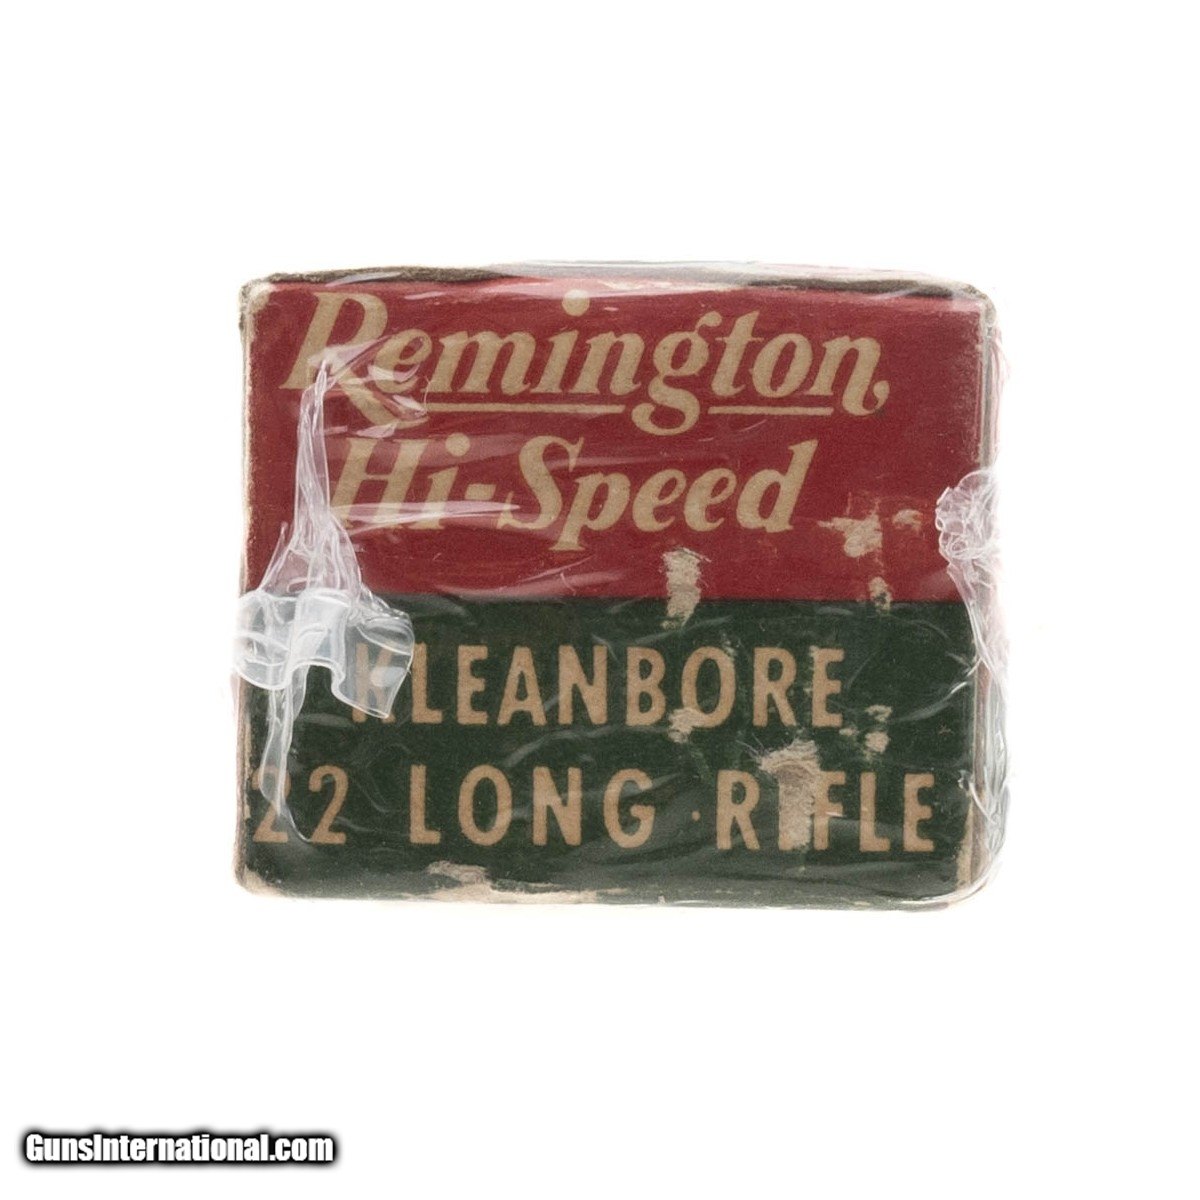 Remington,
Hi-Speed
KLEANBORE
22 LONG RIFLE
GunsInternational.com